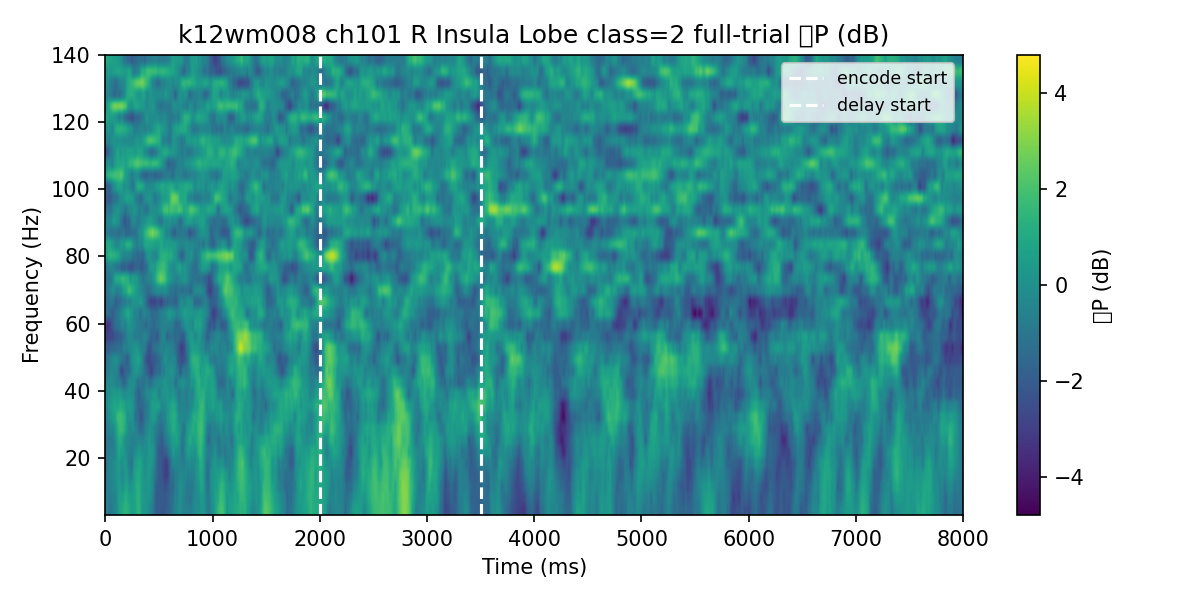 k12wm008 ch101 R Insula Lobe class=2 full-trial P (dB)
encode start
delay start
140
120
100
80
60
40
20
Frequency (Hz)
0 1000 2000 3000 4000 5000 6000 7000 8000
Time (ms)
4
2
0
−2
−4
P (dB)